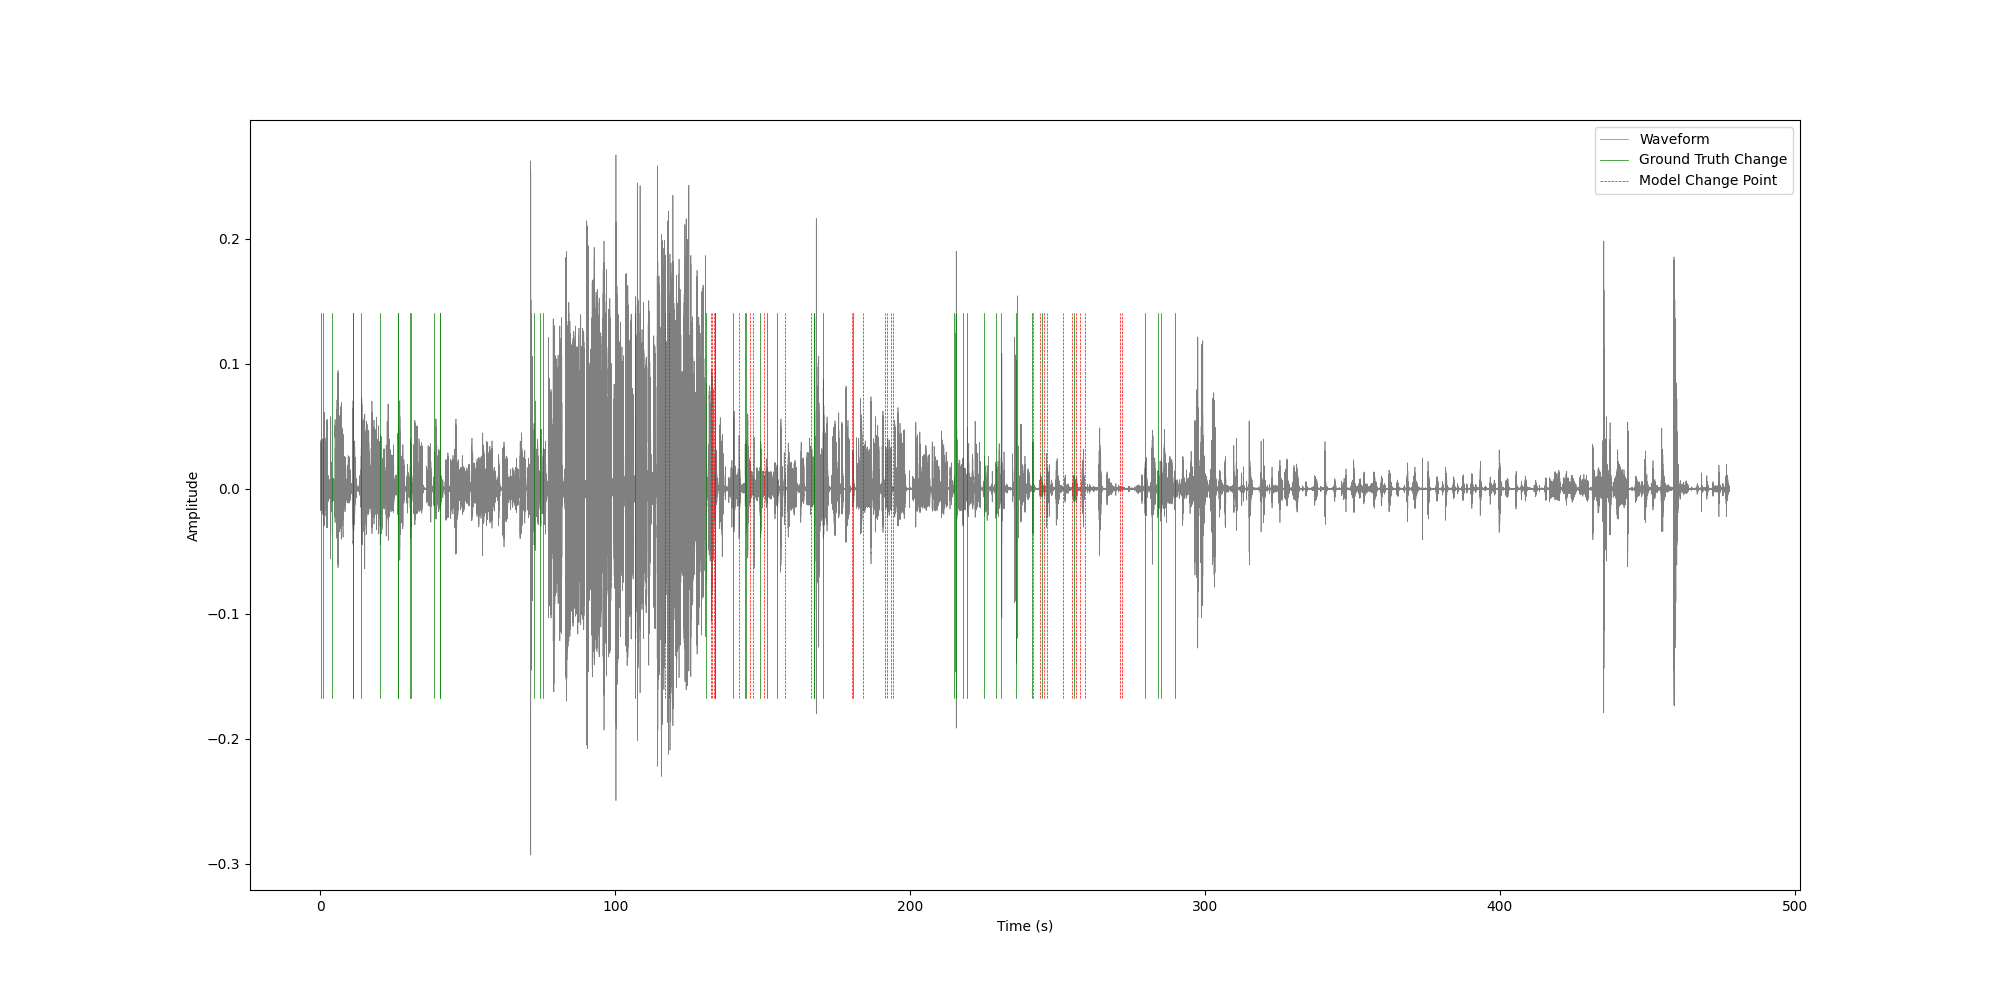 Waveform
Ground Truth Change
Model Change Point
0.2
0.1
0.0
−0.1
−0.2
−0.3
Amplitude
0 100 200 300 400 500
Time (s)